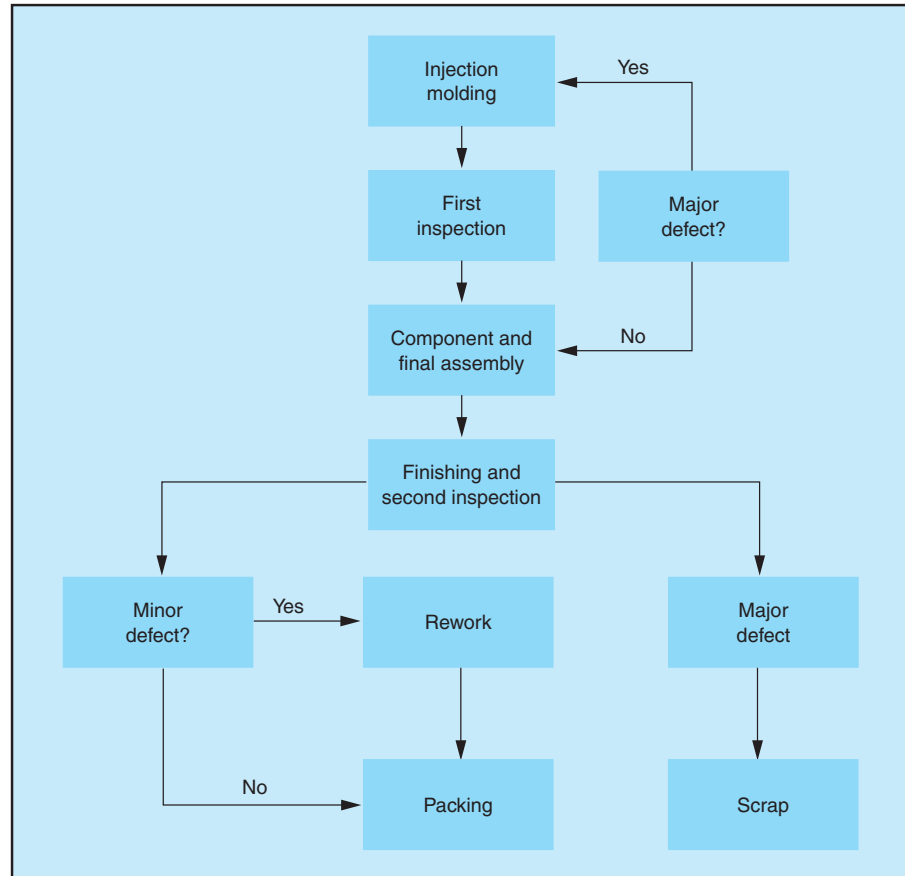 Injection
molding
Yes
First
inspection
Major
defect?
Component and
final assembly
No
Finishing and
second inspection
Minor
defect?
Yes
Rework
Major
defect
No
Packing
Scrap